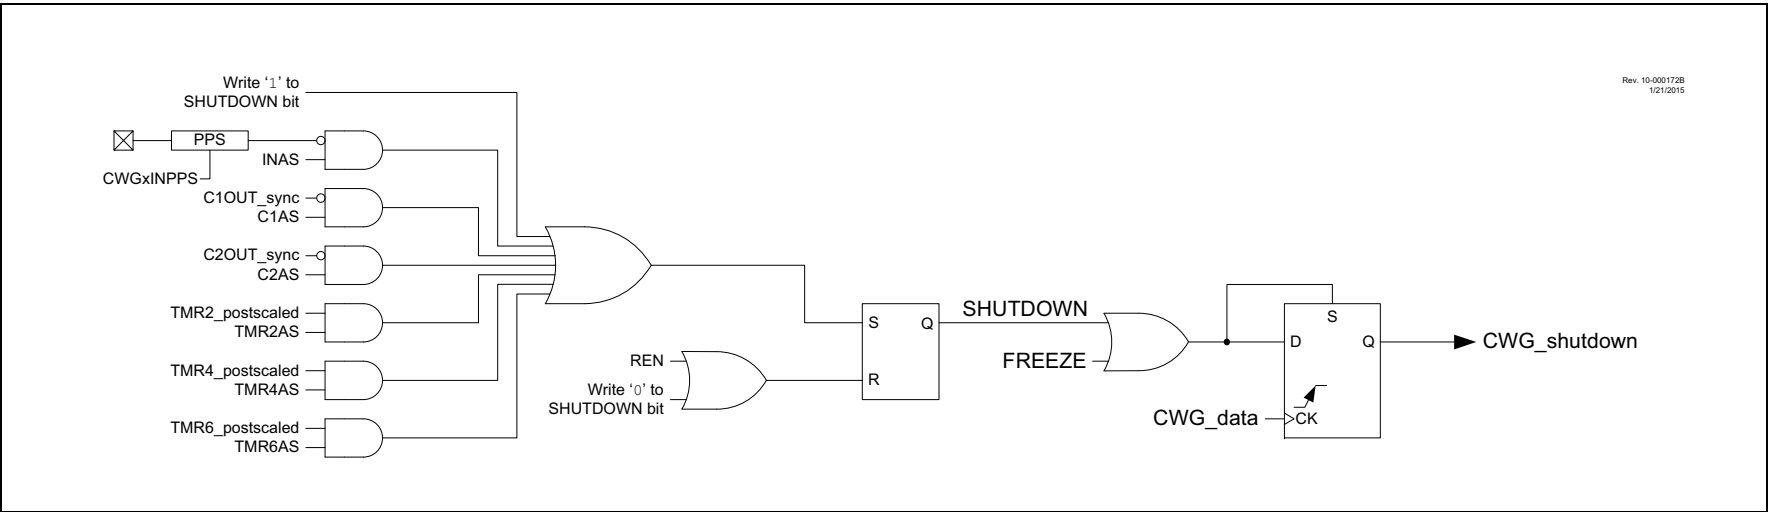 Write ‘1’ to
SHUTDOWN bit
Rev. 10-000172B
1/21/2015
PPS
INAS
CWGxINPPS
C1OUT_sync
C1AS
C2OUT_sync
C2AS
TMR2_postscaled
TMR2AS
TMR4_postscaled
TMR4AS
TMR6_postscaled
TMR6AS
REN
Write ‘0’ to
SHUTDOWN bit
S
Q
R
SHUTDOWN
FREEZE
S
D
Q
CWG_data
CK
CWG_shutdown